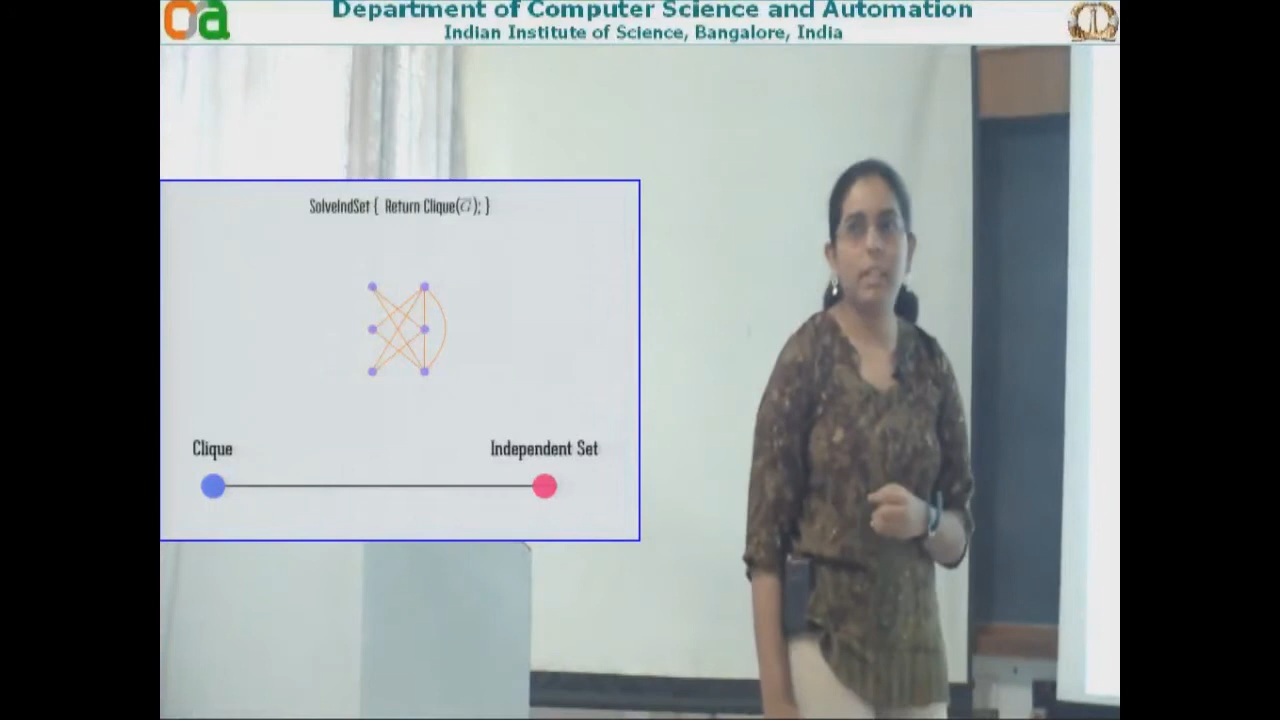 Department of Computer Science and Automation
Indian Institute of Science, Bangalore, India
SolveIndSet { Return Clique(G̅); }
Clique
Independent Set